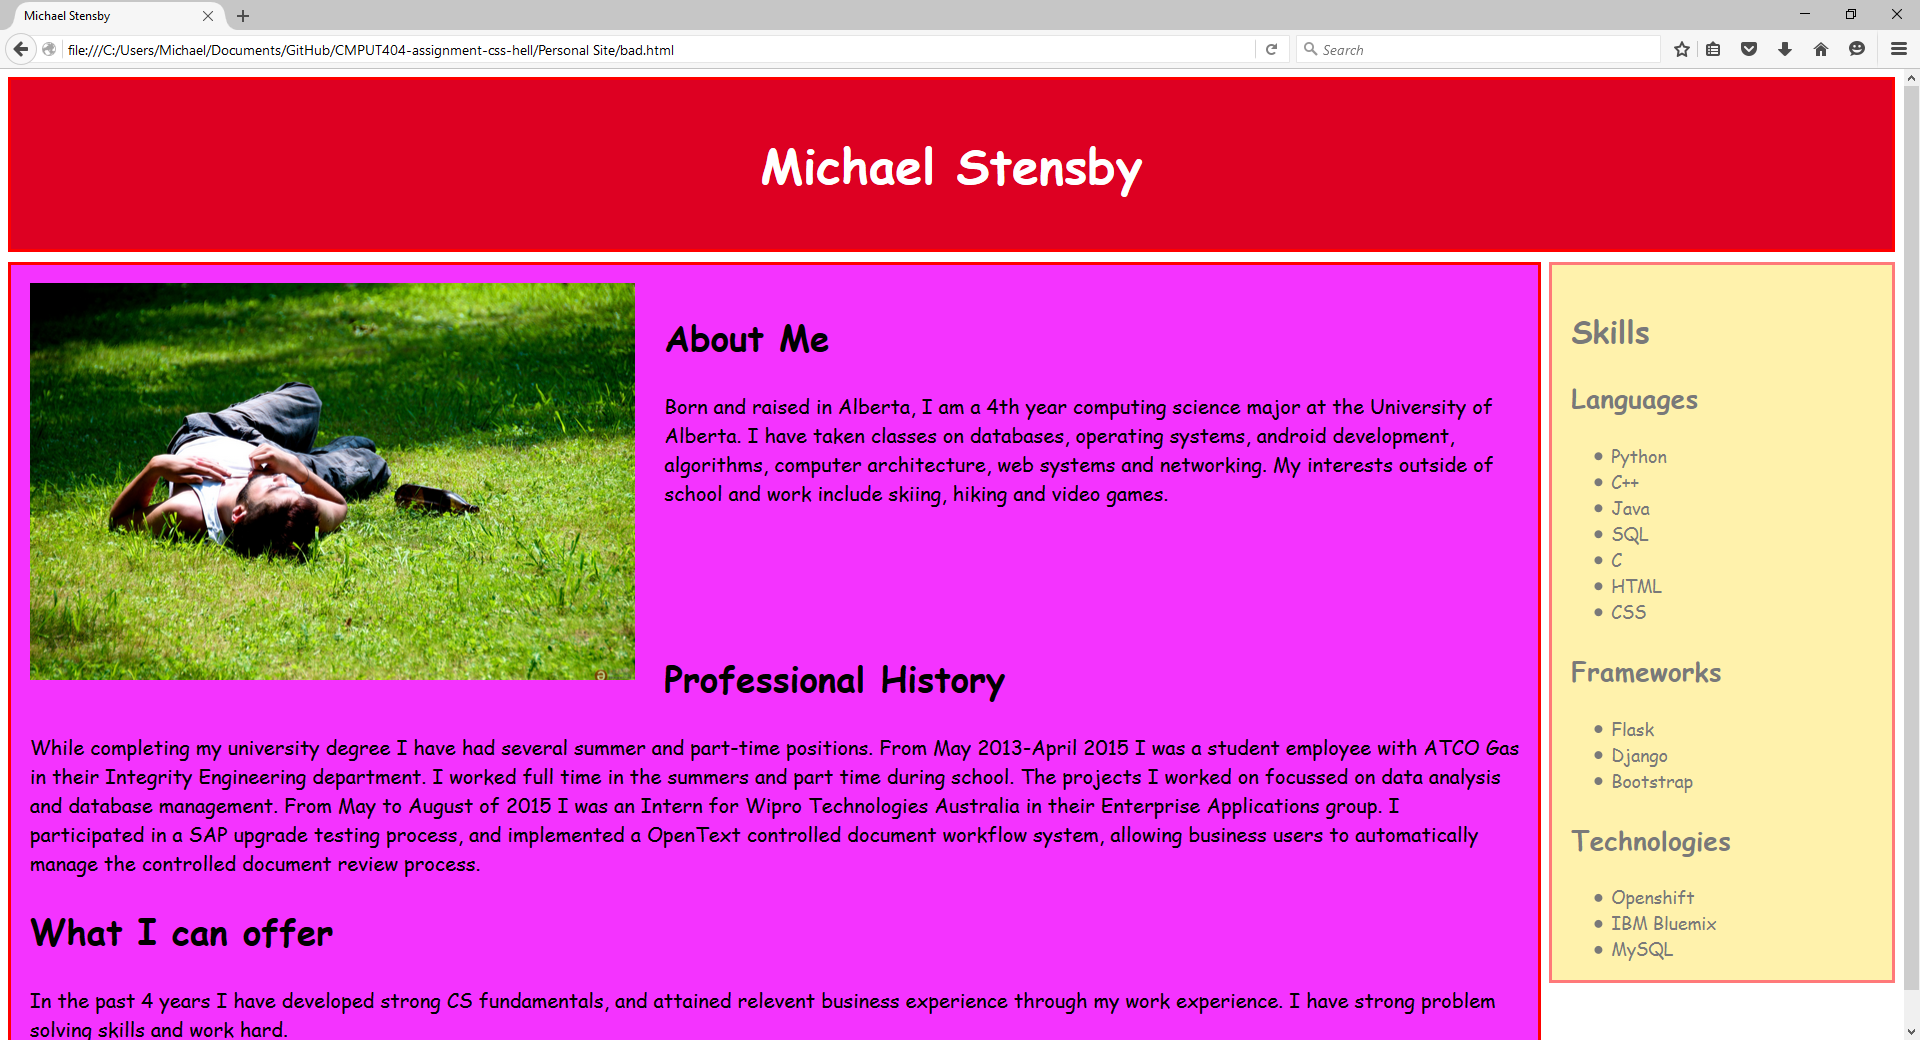 Michael Stensby
file:///C:/Users/Michael/Documents/GitHub/CMPUT404-assignment-css-hell/Personal Site/bad.html
Search
Michael Stensby
About Me
Born and raised in Alberta, I am a 4th year computing science major at the University of
Alberta. I have taken classes on databases, operating systems, android development,
algorithms, computer architecture, web systems and networking. My interests outside of
school and work include skiing, hiking and video games.
Professional History
While completing my university degree I have had several summer and part-time positions. From May 2013-April 2015 I was a student employee with ATCO Gas
in their Integrity Engineering department. I worked full time in the summers and part time during school. The projects I worked on focussed on data analysis
and database management. From May to August of 2015 I was an Intern for Wipro Technologies Australia in their Enterprise Applications group. I
participated in a SAP upgrade testing process, and implemented a OpenText controlled document workflow system, allowing business users to automatically
manage the controlled document review process.
What I can offer
In the past 4 years I have developed strong CS fundamentals, and attained relevent business experience through my work experience. I have strong problem
solving skills and work hard.
Skills
Languages
Python
C++
Java
SQL
C
HTML
CSS
Frameworks
Flask
Django
Bootstrap
Technologies
Openshift
IBM Bluemix
MySQL